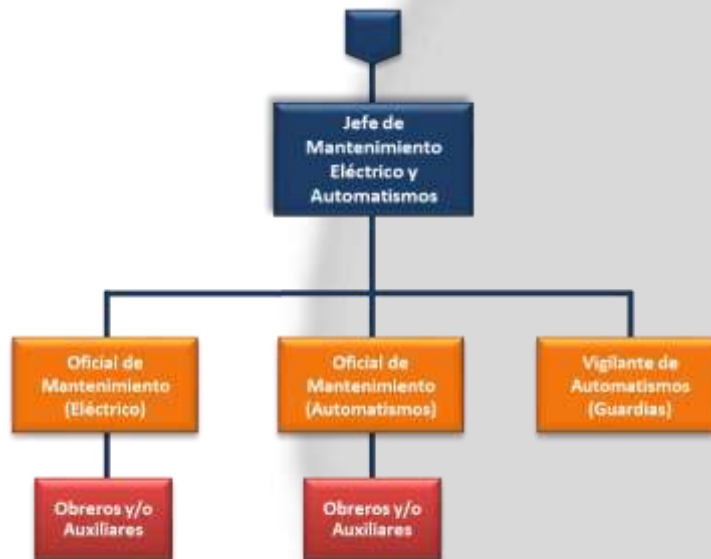 Jefe de
Mantenimiento
Eléctrico y
Automatismos
Oficial de
Mantenimiento
(Eléctrico)
Oficial de
Mantenimiento
(Automatismos)
Vigilante de
Automatismos
(Guardias)
Obreros y/o
Auxiliares
Obreros y/o
Auxiliares